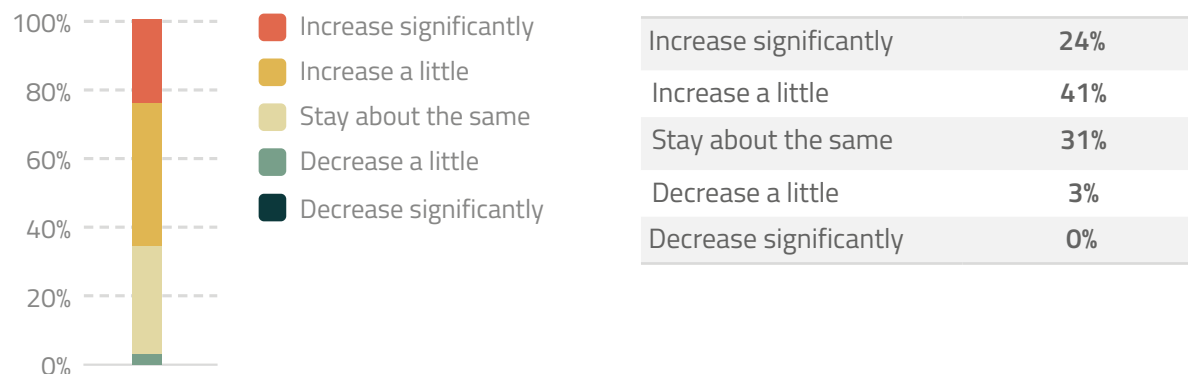 100%
80%
60%
40%
20%
0%
Increase significantly
Increase a little
Stay about the same
Decrease a little
Decrease significantly
Increase significantly 24%
Increase a little 41%
Stay about the same 31%
Decrease a little 3%
Decrease significantly 0%